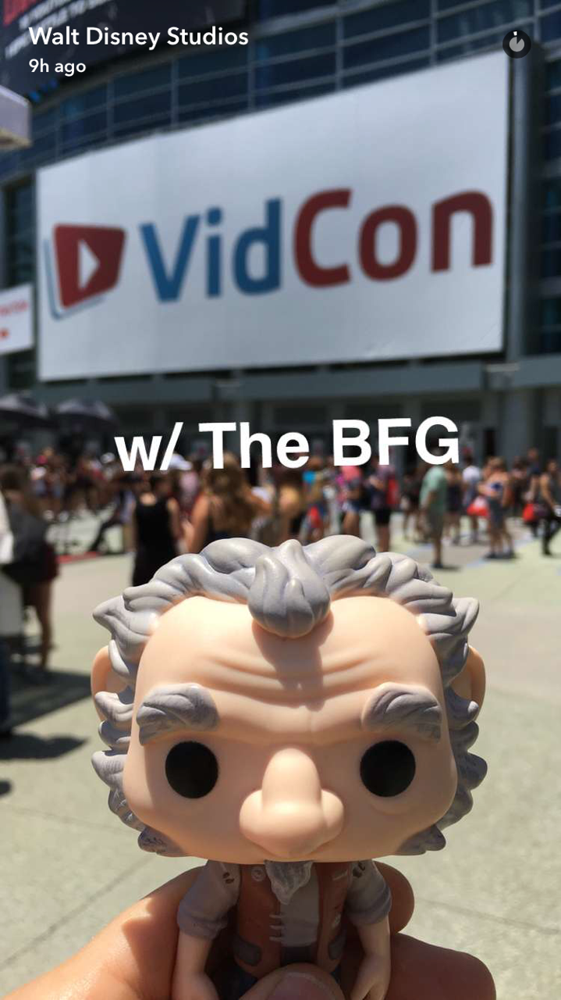 Walt Disney Studios
9h ago
VidCon
w/ The BFG